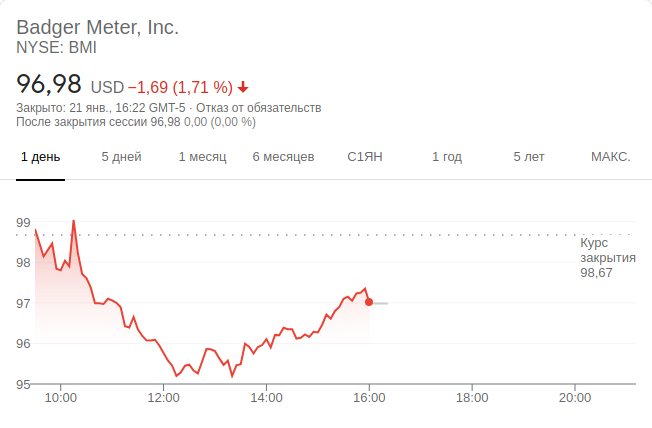 Badger Meter, Inc.
NYSE: BMI
96,98 USD −1,69 (1,71 %)
Закрыто: 21 янв., 16:22 GMT-5 · Отказ от обязательств
После закрытия сессии 96,98 0,00 (0,00 %)
1 день 5 дней 1 месяц 6 месяцев С1ЯН 1 год 5 лет МАКС.
99
Курс
закрытия
98,67
98
97
96
95
10:00 12:00 14:00 16:00 18:00 20:00